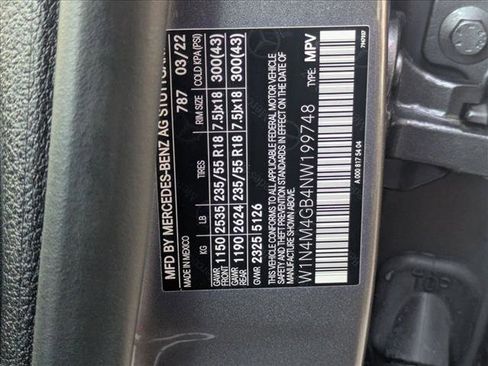 MFD BY MERCEDES-BENZ AG STUTTGART
MADE IN MEXICO 787 03/22
KG LB TIRES RIM SIZE COLD KPA(PSI)
GAWR FRONT 1150 2535 235/55 R18 7.5Jx18 300(43)
GAWR REAR 1190 2624 235/55 R18 7.5Jx18 300(43)
GVWR 2325 5126
THIS VEHICLE CONFORMS TO ALL APPLICABLE FEDERAL MOTOR VEHICLE
SAFETY AND THEFT PREVENTION STANDARDS IN EFFECT ON THE DATE OF
MANUFACTURE SHOWN ABOVE.
W1N4M4GB4NW199748 TYPE: MPV
A 000 817 54 04
TOP